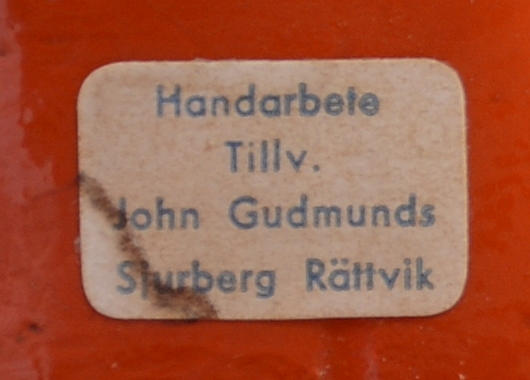 Handarbete
Tillv.
John Gudmunds
Sjurberg Rättvik